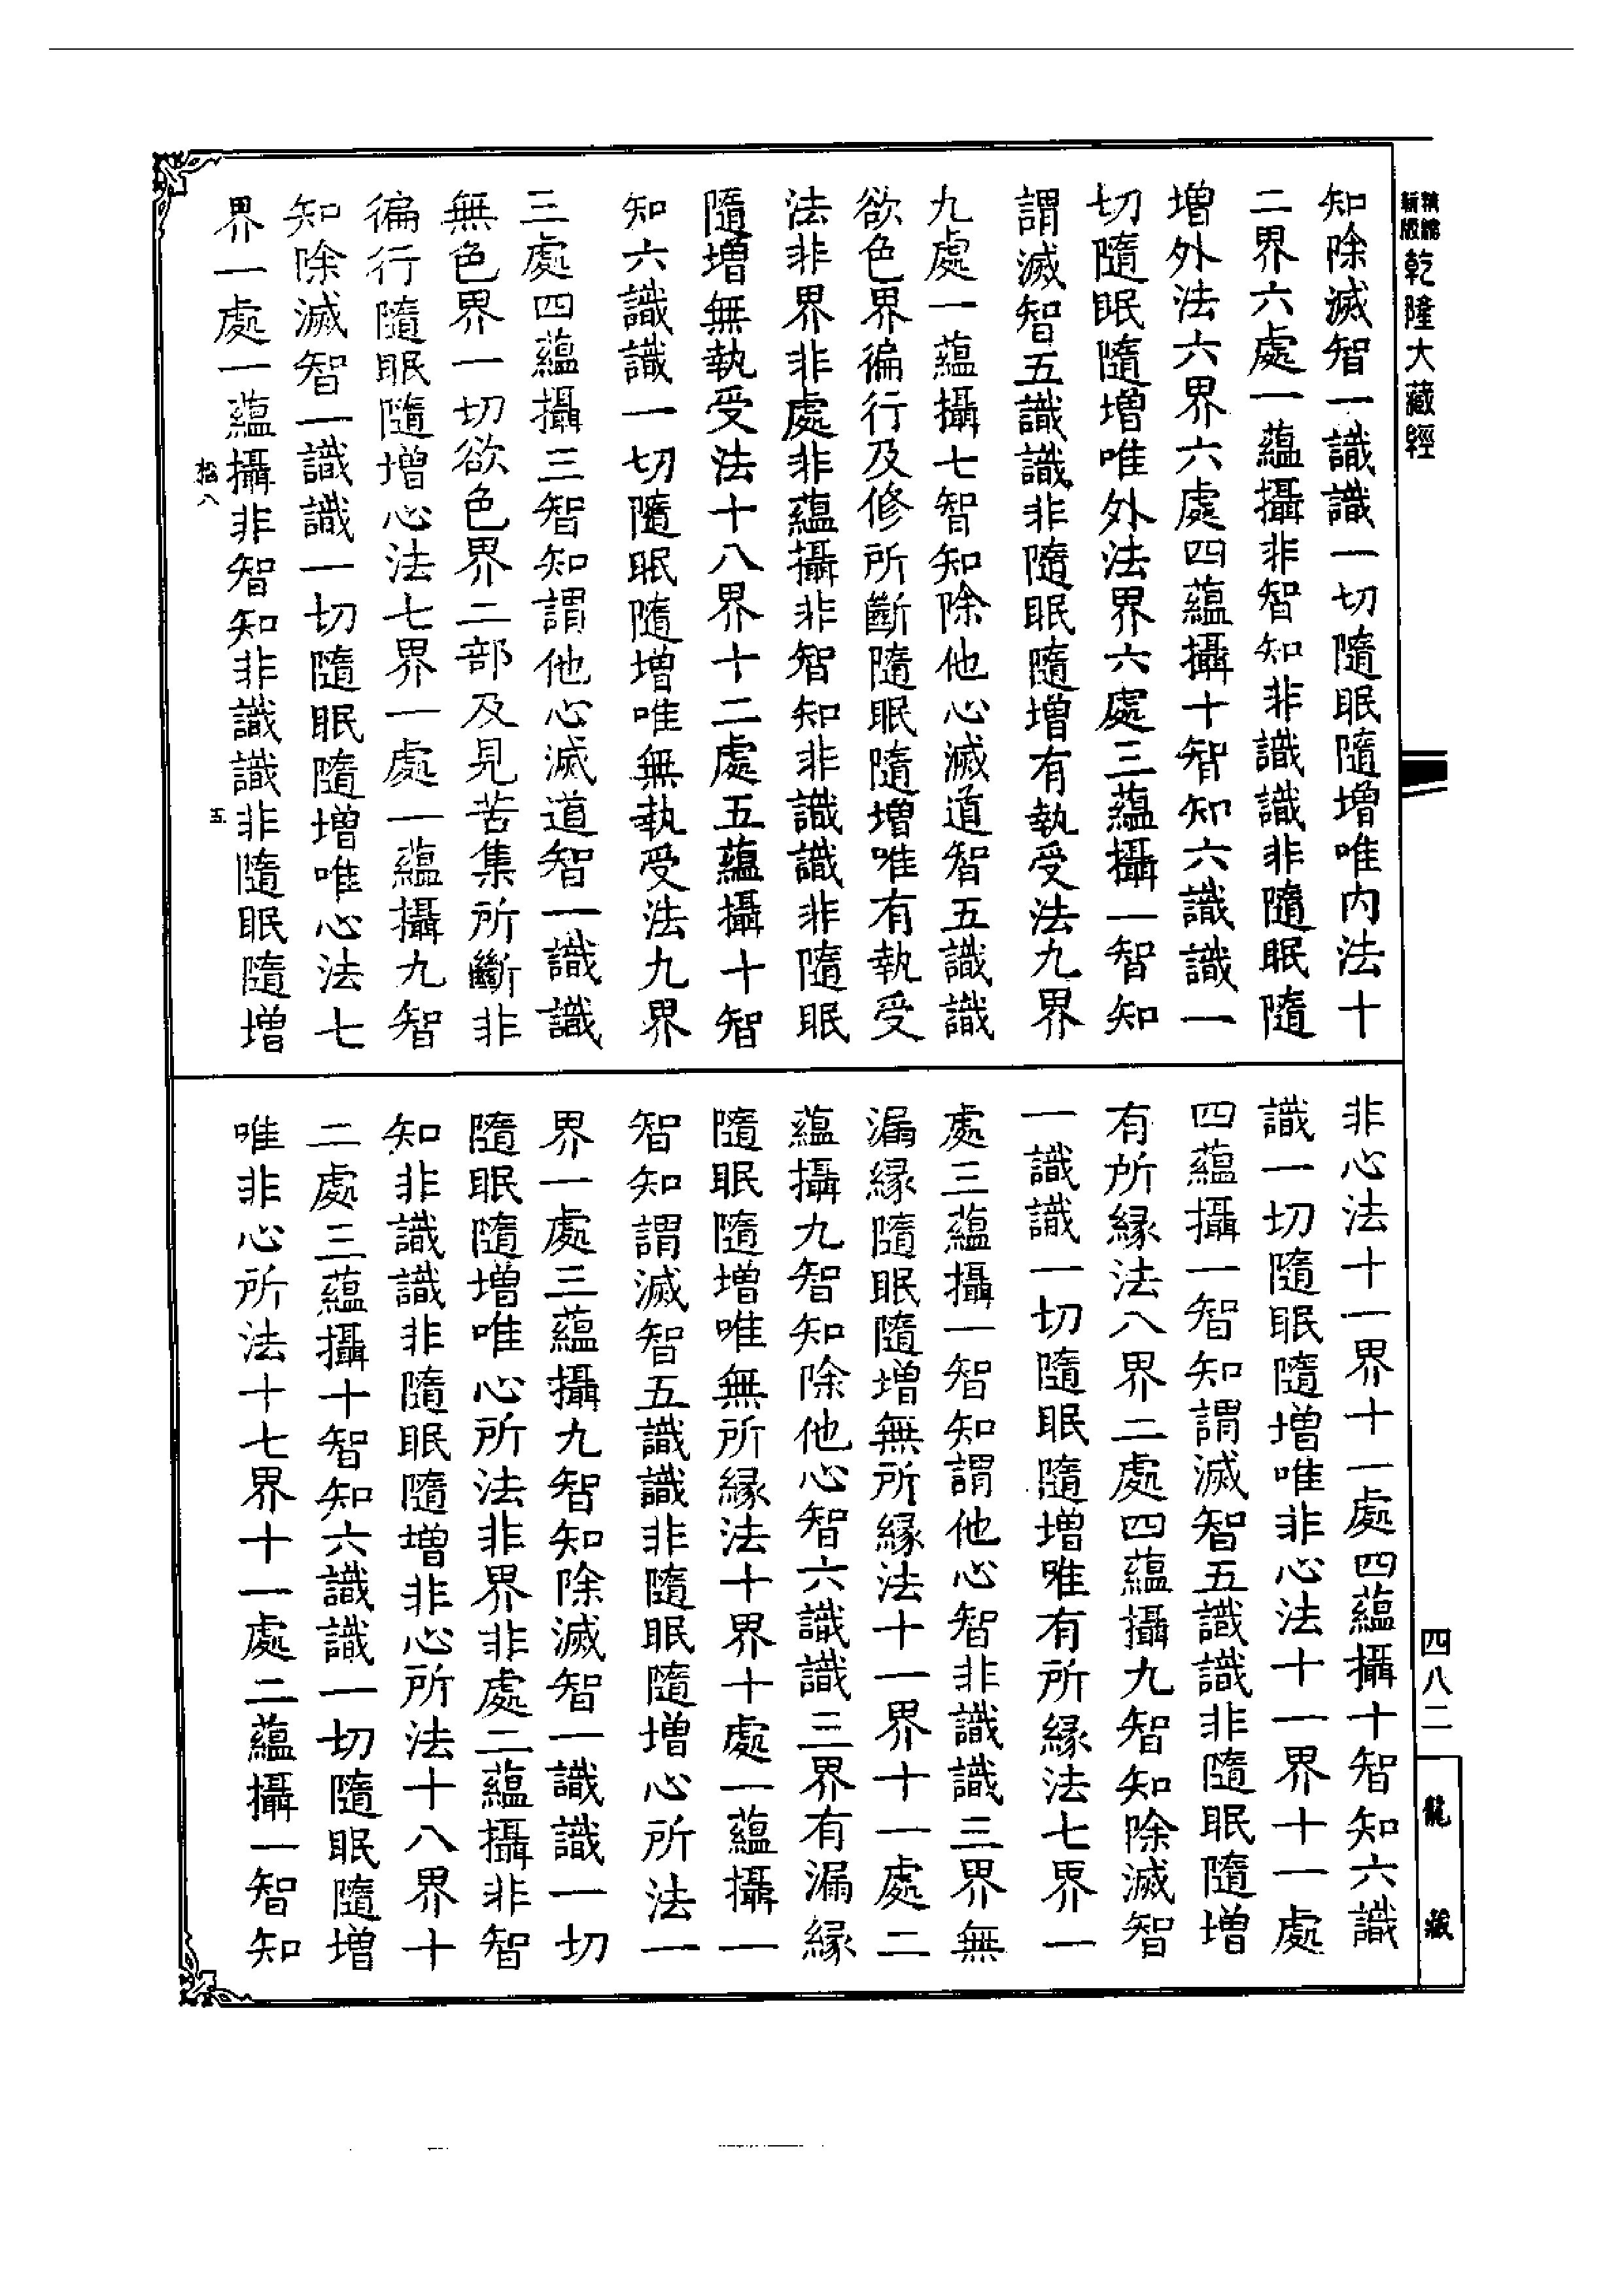 精縮新版乾隆大藏經
知除滅智一識識一切隨眠隨增唯內法十
二界六處一蘊攝非智知非識識非隨眠隨
增外法六界六處四蘊攝十智知六識識一
切隨眠隨增唯外法界六處三蘊攝一智知
謂滅智五識識非隨眠隨增有執受法九界
九處一蘊攝七智知除他心滅道智五識識
欲色界徧行及修所斷隨眠隨增唯有執受
法非界非處非蘊攝非智知非識識非隨眠
隨增無執受法十八界十二處五蘊攝十智
知六識識一切隨眠隨增唯無執受法九界
三處四蘊攝三智知謂他心滅道智一識識
無色界一切欲色界二部及見苦集所斷非
徧行隨眠隨增心法七界一處一蘊攝九智
知除滅智一識識一切隨眠隨增唯心法七
界一處一蘊攝非智知非識識非隨眠隨增
五
非心法十一界十一處四蘊攝十智知六識
識一切隨眠隨增唯非心法十一界十一處
四蘊攝一智知謂滅智五識識非隨眠隨增
有所緣法八界二處四蘊攝九智知除滅智
一識識一切隨眠隨增唯有所緣法七界一
處三蘊攝一智知謂他心智非識識三界無
漏緣隨眠隨增無所緣法十一界十一處二
蘊攝九智知除他心智六識識三界有漏緣
隨眠隨增唯無所緣法十界十處一蘊攝一
智知謂滅智五識識非隨眠隨增心所法一
界一處三蘊攝九智知除滅智一識識一切
隨眠隨增唯心所法非界非處二蘊攝非智
知非識識非隨眠隨增非心所法十八界十
二處三蘊攝十智知六識識一切隨眠隨增
唯非心所法十七界十一處二蘊攝一智知
四八二
龍藏